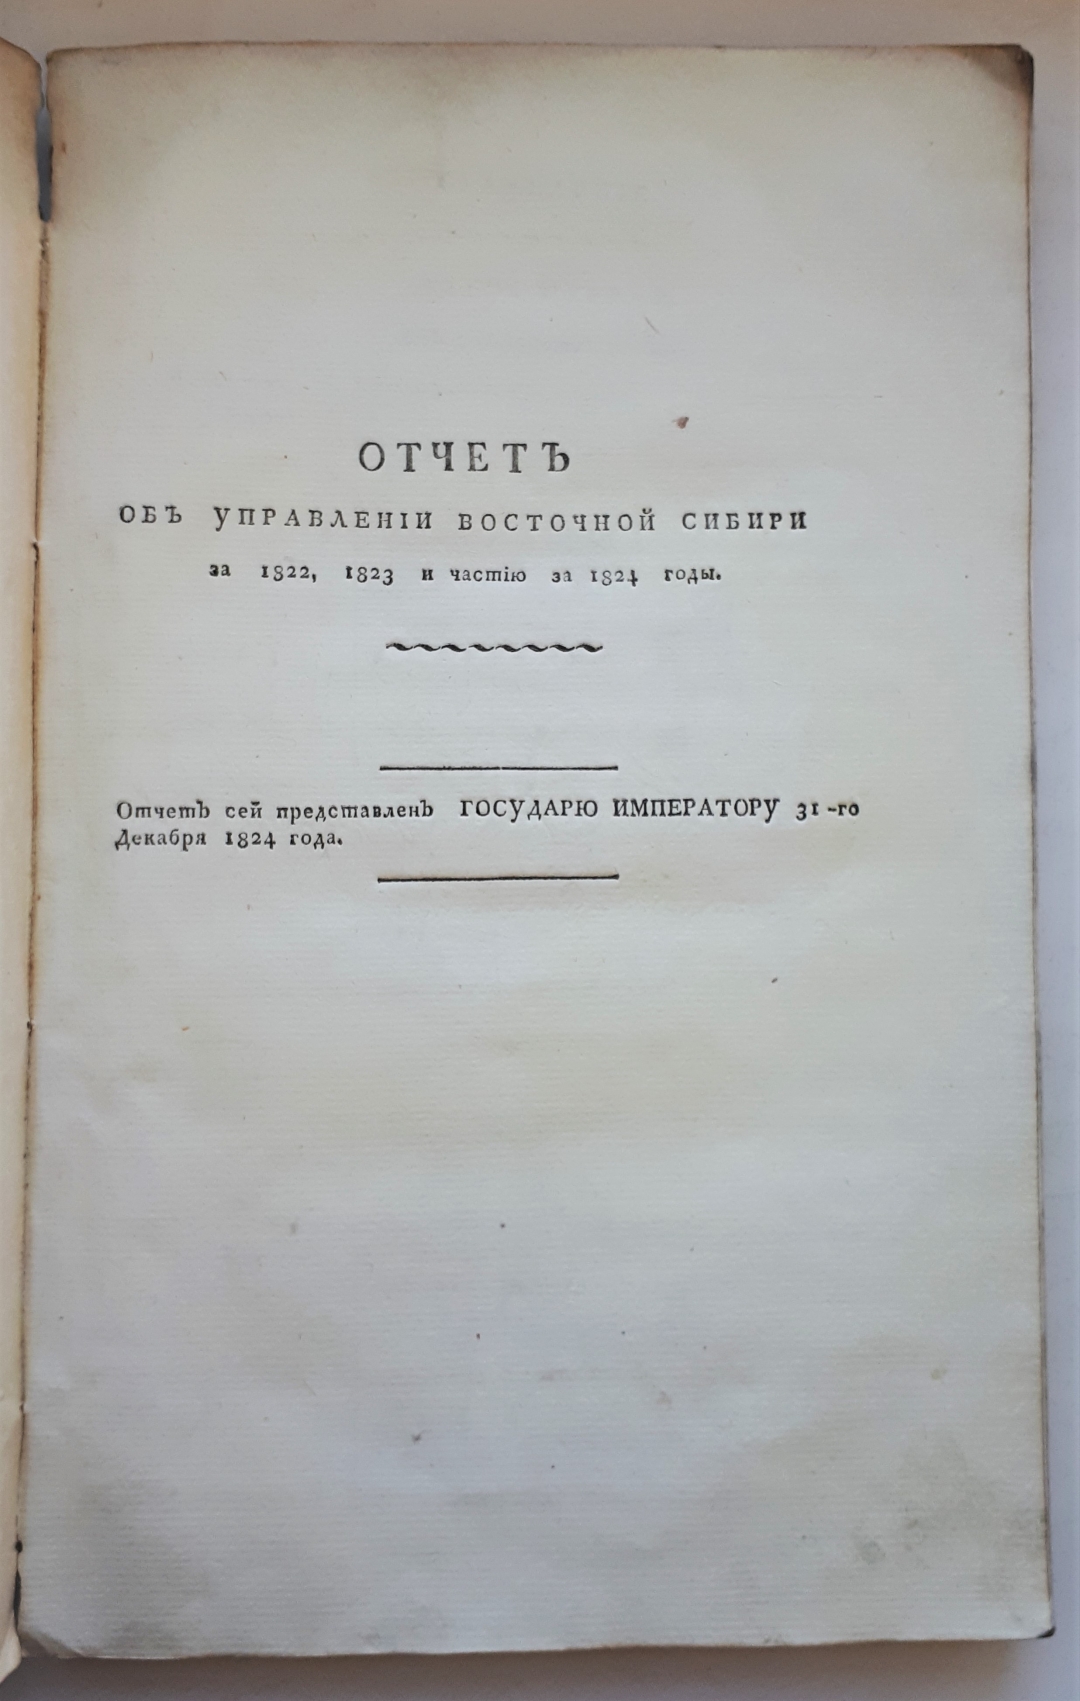 ОТЧЕТЪ
ОБЪ УПРАВЛЕНІИ ВОСТОЧНОЙ СИБИРИ
за 1822, 1823 и частію за 1824 годы.
Отчетъ сей представленъ ГОСУДАРЮ ИМПЕРАТОРУ 31-го
Декабря 1824 года.